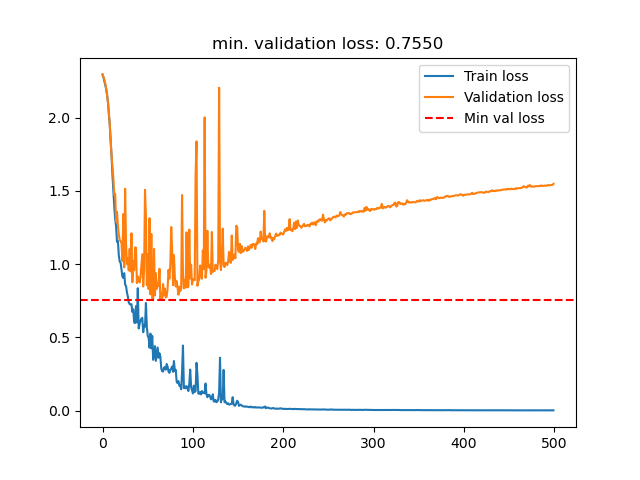 min. validation loss: 0.7550
Train loss
Validation loss
Min val loss
2.0
1.5
1.0
0.5
0.0
0 100 200 300 400 500